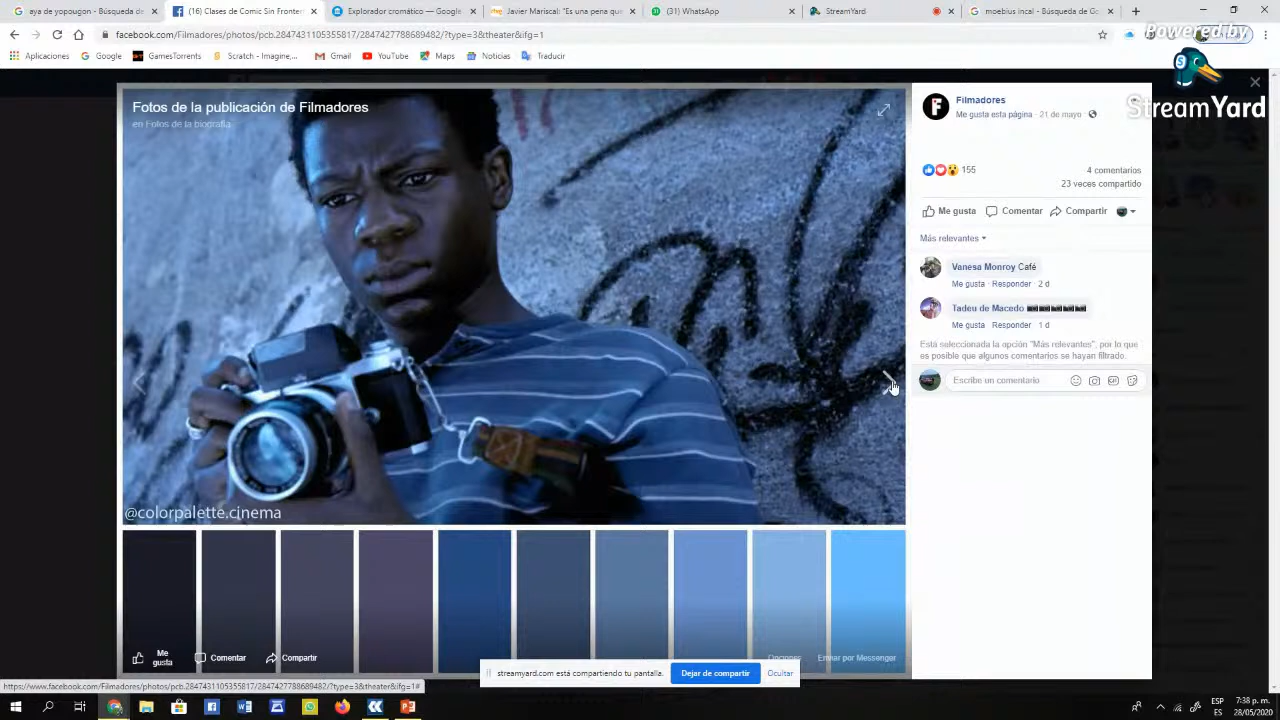 aya de yopougon - Búsqueda de G
(16) Clases de Comic Sin Fronter
Explorador cromático — Google
Javier Mariscal: "Es una pena que
(31) WhatsApp
StreamYard
moebius incal - Búsqueda de Go
facebook.com/Filmadores/photos/pcb.2847431105355817/2847427788689482/?type=3&theater&ifg=1
Aplicaciones
Google
GamesTorrents
Scratch - Imagine,...
Gmail
YouTube
Maps
Noticias
Traducir
Powered by
StreamYard
Fotos de la publicación de Filmadores
en Fotos de la biografía
Filmadores
Me gusta esta página · 21 de mayo ·
155
4 comentarios
23 veces compartido
Me gusta
Comentar
Compartir
Más relevantes
Vanesa Monroy Café
Me gusta · Responder · 2 d
Tadeu de Macedo
Me gusta · Responder · 1 d
Está seleccionada la opción "Más relevantes", por lo que
es posible que algunos comentarios se hayan filtrado.
Escribe un comentario
@colorpalette.cinema
Me
gusta
Comentar
Compartir
Opciones
Enviar por Messenger
streamyard.com está compartiendo tu pantalla.
Dejar de compartir
Ocultar
https://www.facebook.com/Filmadores/photos/pcb.2847431105355817/2847427788689482/?type=3&theater&ifg=1#
ESP
ES
7:38 p. m.
28/05/2020